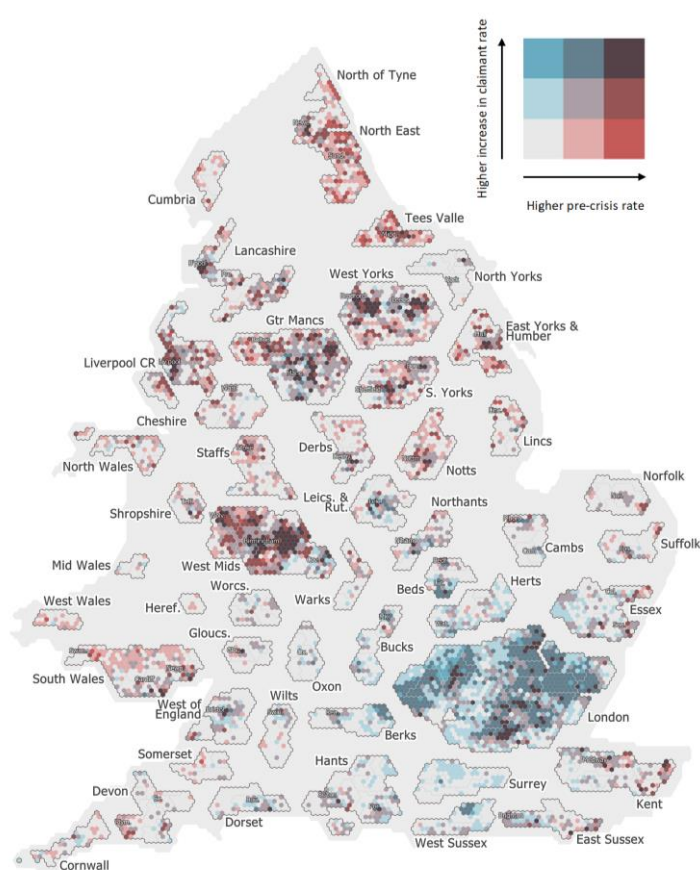 Higher increase in claimant rate
Higher pre-crisis rate
North of Tyne
North East
Cumbria
Tees Valle
Lancashire
North Yorks
West Yorks
Gtr Mancs
East Yorks &
Humber
Liverpool CR
S. Yorks
Cheshire
Lincs
Derbs
Staffs
Notts
North Wales
Norfolk
Leics. &
Rut.
Northants
Shropshire
Cambs
Suffolk
Mid Wales
West Mids
Beds
Herts
West Wales
Worcs.
Warks
Heref.
Essex
Gloucs.
Bucks
South Wales
Oxon
West of
England
Wilts
London
Berks
Somerset
Hants
Devon
Surrey
Kent
Dorset
West Sussex
East Sussex
Cornwall